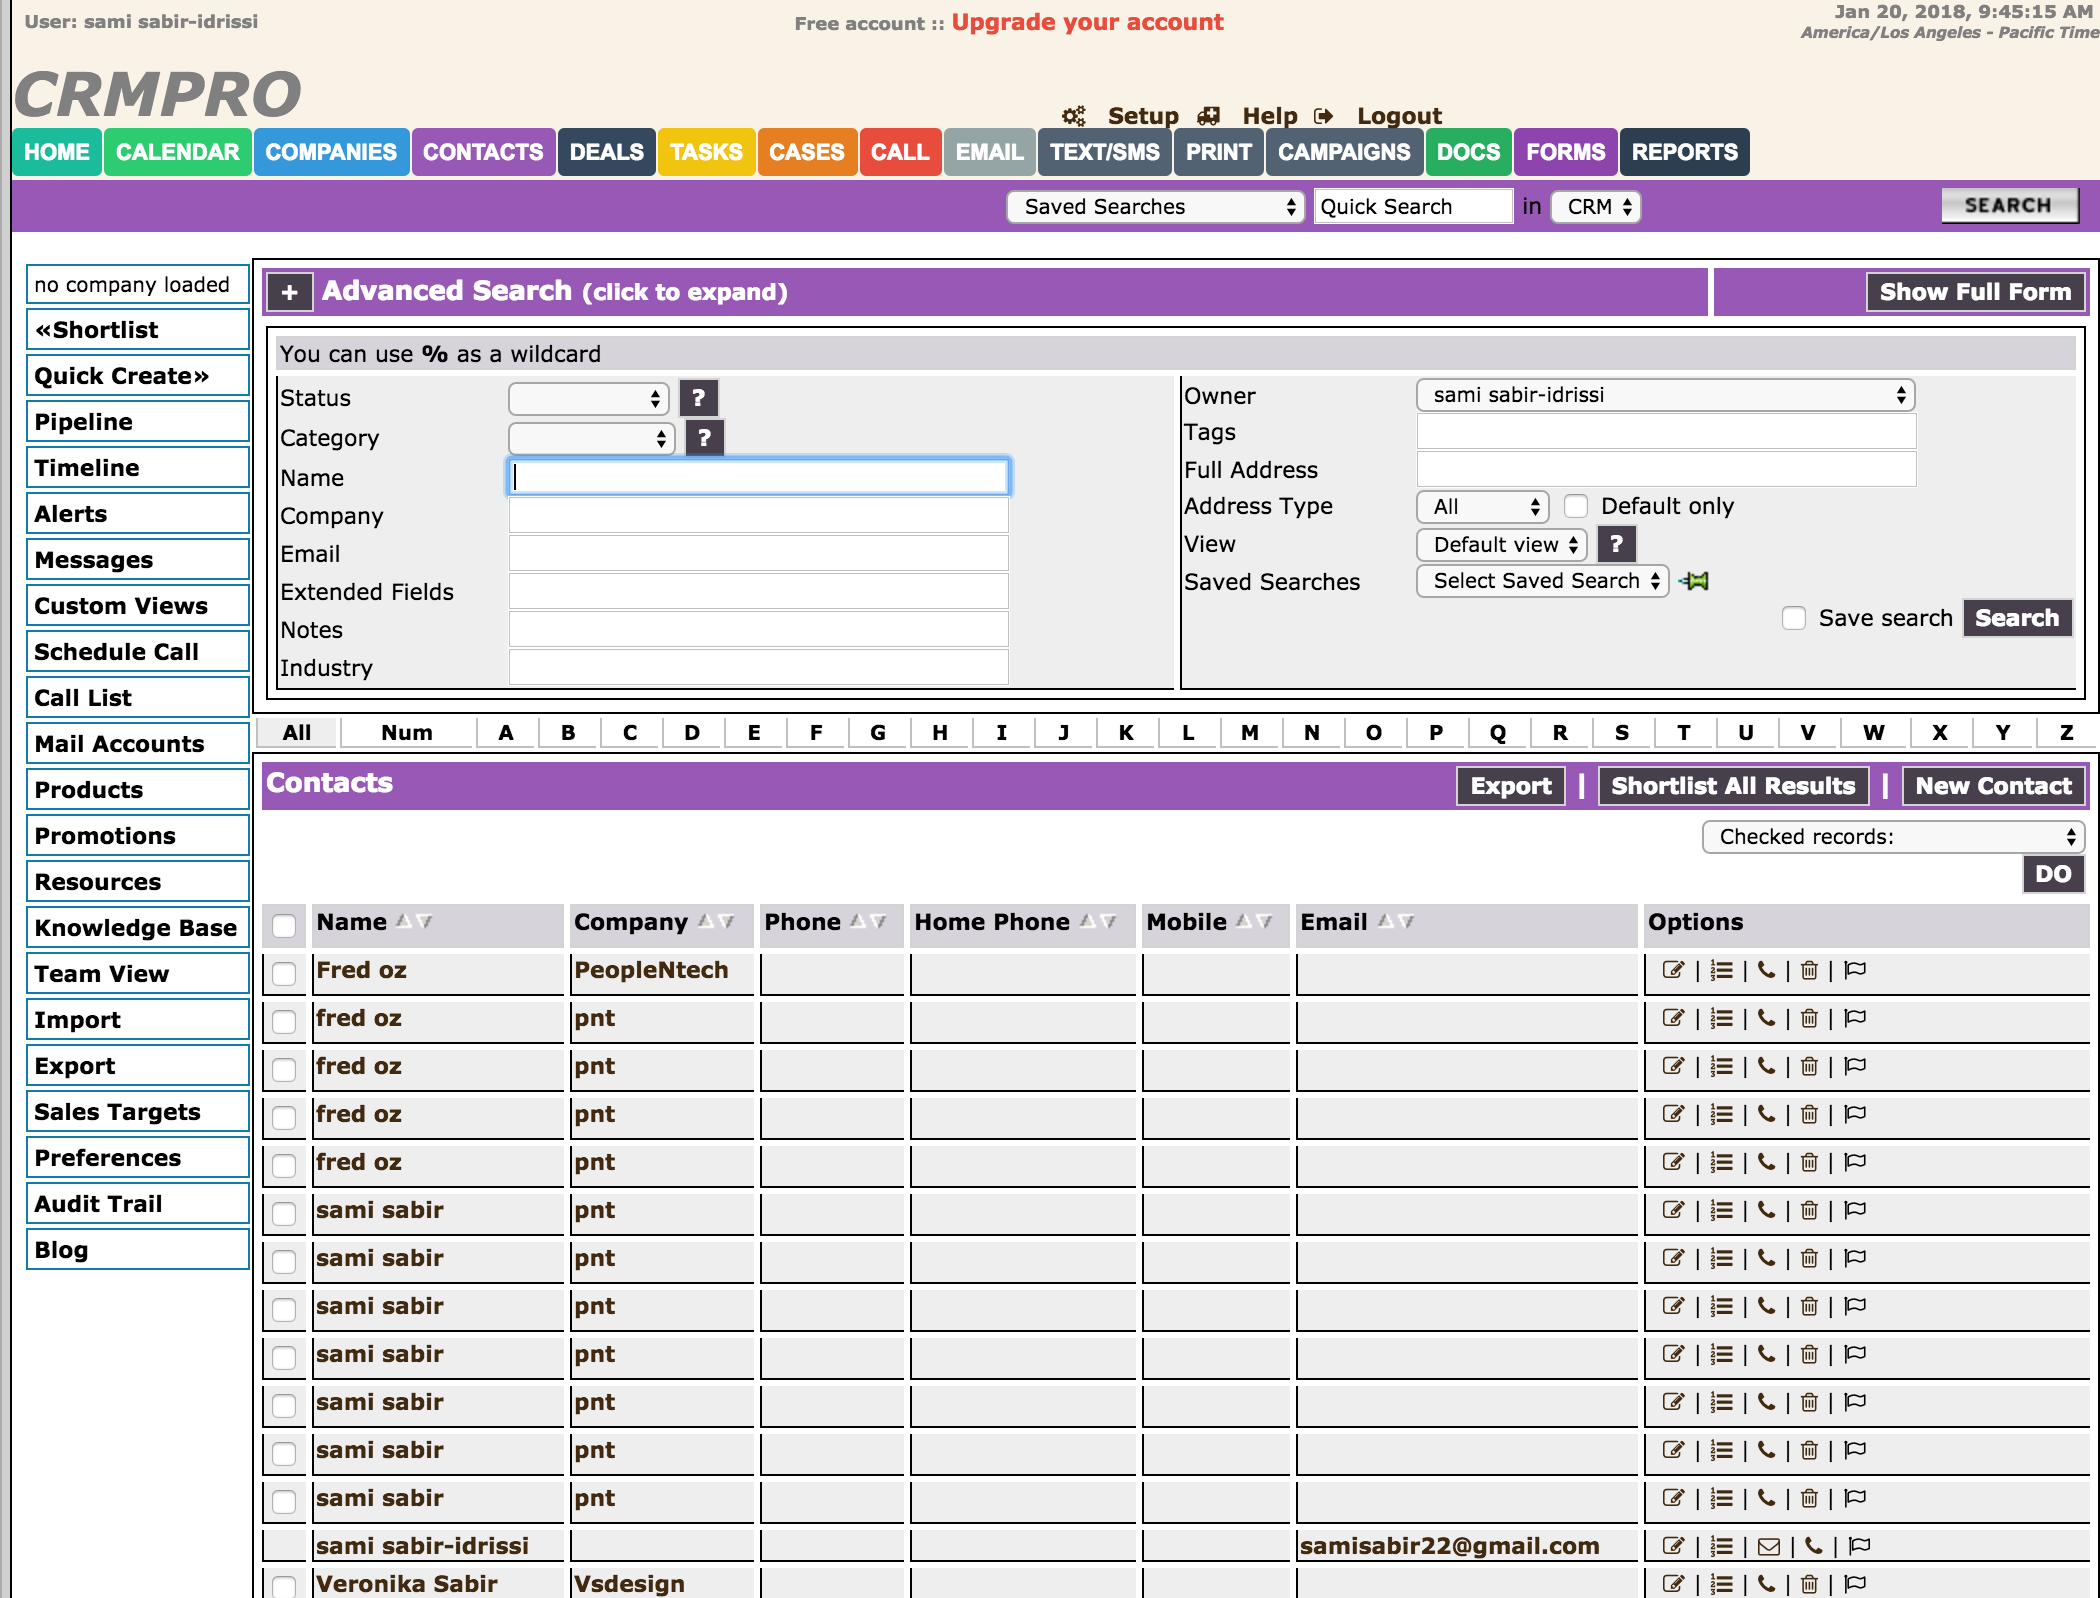 User: sami sabir-idrissi
Free account :: Upgrade your account
Jan 20, 2018, 9:45:15 AM
America/Los Angeles - Pacific Time
CRMPRO
Setup Help Logout
HOME CALENDAR COMPANIES CONTACTS DEALS TASKS CASES CALL EMAIL TEXT/SMS PRINT CAMPAIGNS DOCS FORMS REPORTS
Saved Searches Quick Search in CRM SEARCH
no company loaded
«Shortlist
Quick Create»
Pipeline
Timeline
Alerts
Messages
Custom Views
Schedule Call
Call List
Mail Accounts
Products
Promotions
Resources
Knowledge Base
Team View
Import
Export
Sales Targets
Preferences
Audit Trail
Blog
+ Advanced Search (click to expand) Show Full Form
You can use % as a wildcard
Status ?
Category ?
Name
Company
Email
Extended Fields
Notes
Industry
Owner sami sabir-idrissi
Tags
Full Address
Address Type All Default only
View Default view ?
Saved Searches Select Saved Search
Save search Search
All Num A B C D E F G H I J K L M N O P Q R S T U V W X Y Z
Contacts Export | Shortlist All Results | New Contact
Checked records:
DO
Name Company Phone Home Phone Mobile Email Options
Fred oz PeopleNtech | | | |
fred oz pnt | | | |
fred oz pnt | | | |
fred oz pnt | | | |
fred oz pnt | | | |
sami sabir pnt | | | |
sami sabir pnt | | | |
sami sabir pnt | | | |
sami sabir pnt | | | |
sami sabir pnt | | | |
sami sabir pnt | | | |
sami sabir pnt | | | |
sami sabir-idrissi samisabir22@gmail.com | | | |
Veronika Sabir Vsdesign | | | |